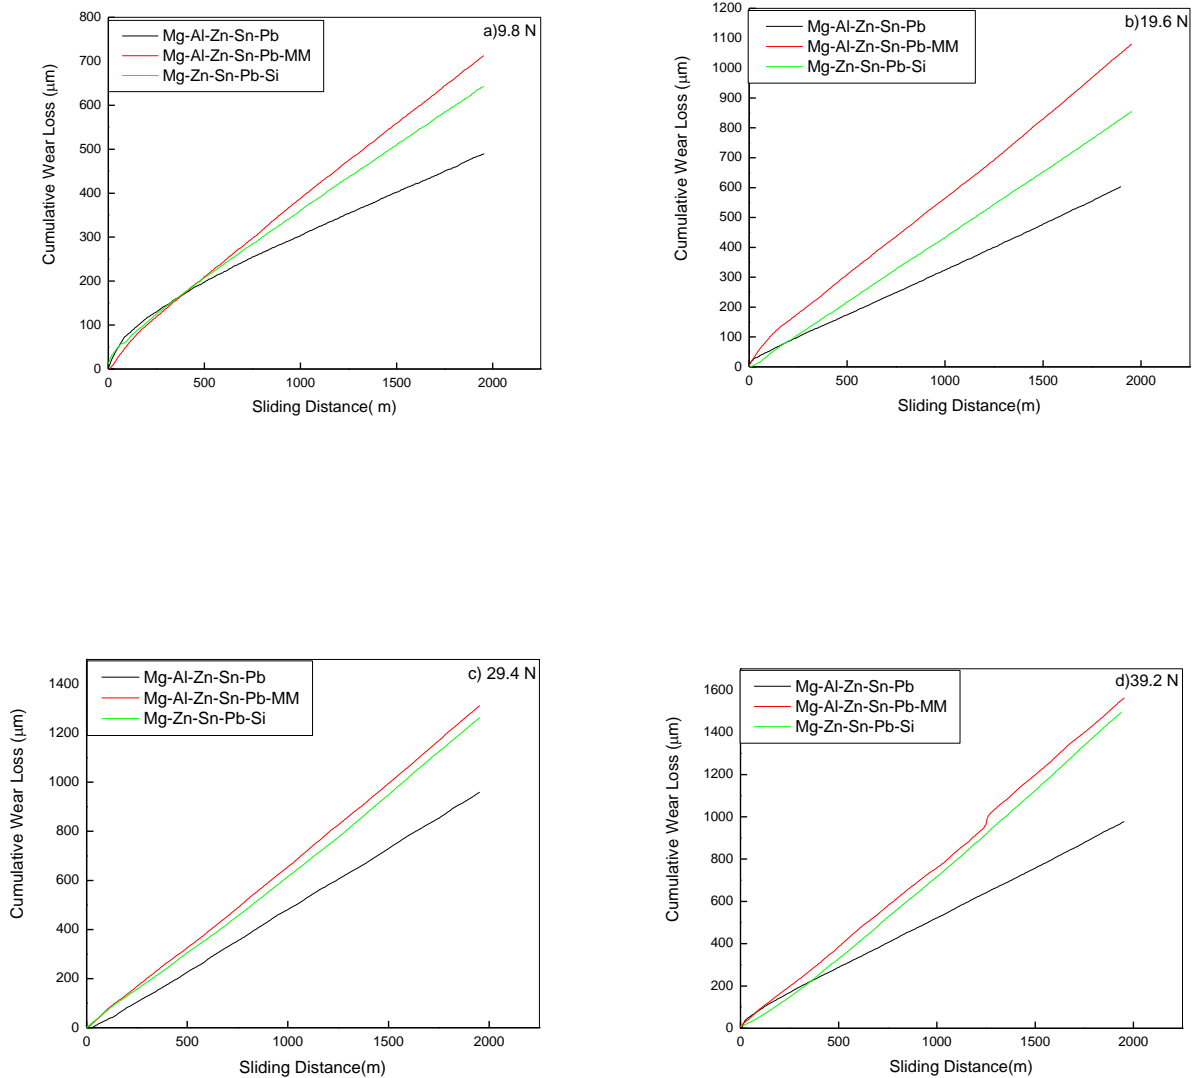 800
700
600
500
400
300
200
100
0
Cumulative Wear Loss (μm)
Mg-Al-Zn-Sn-Pb
Mg-Al-Zn-Sn-Pb-MM
Mg-Zn-Sn-Pb-Si
a)9.8 N
0 500 1000 1500 2000
Sliding Distance( m)
1200
1100
1000
900
800
700
600
500
400
300
200
100
0
Cumulative Wear Loss (μm)
Mg-Al-Zn-Sn-Pb
Mg-Al-Zn-Sn-Pb-MM
Mg-Zn-Sn-Pb-Si
b)19.6 N
0 500 1000 1500 2000
Sliding Distance(m)
1400
1200
1000
800
600
400
200
0
Cumulative Wear Loss (μm)
Mg-Al-Zn-Sn-Pb
Mg-Al-Zn-Sn-Pb-MM
Mg-Zn-Sn-Pb-Si
c) 29.4 N
0 500 1000 1500 2000
Sliding Distance(m)
1600
1400
1200
1000
800
600
400
200
0
Cumulative Wear Loss (μm)
Mg-Al-Zn-Sn-Pb
Mg-Al-Zn-Sn-Pb-MM
Mg-Zn-Sn-Pb-Si
d)39.2 N
0 500 1000 1500 2000
Sliding Distance(m)